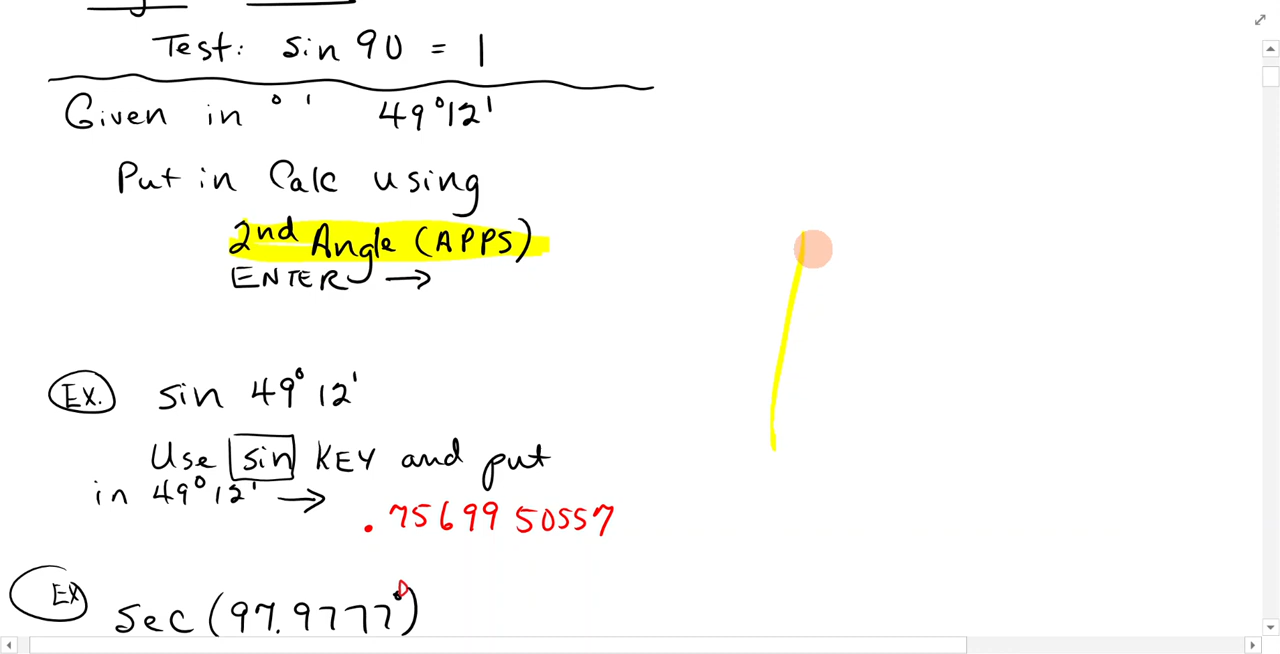 Test: sin 90 = 1
Given in ° ' 49°12'
Put in Calc using
2nd Angle (APPS)
ENTER →
EX. sin 49° 12'
Use sin KEY and put
in 49°12' →
.7569950557
EX sec (97.9777°)